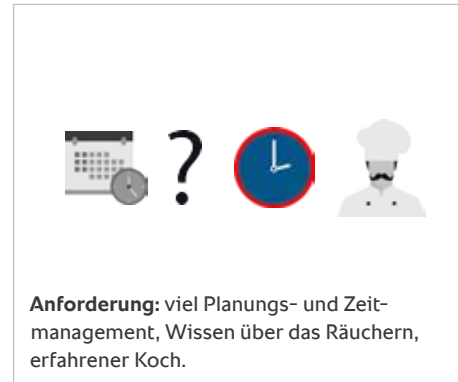 ?
Anforderung: viel Planungs- und Zeit-
management, Wissen über das Räuchern,
erfahrener Koch.